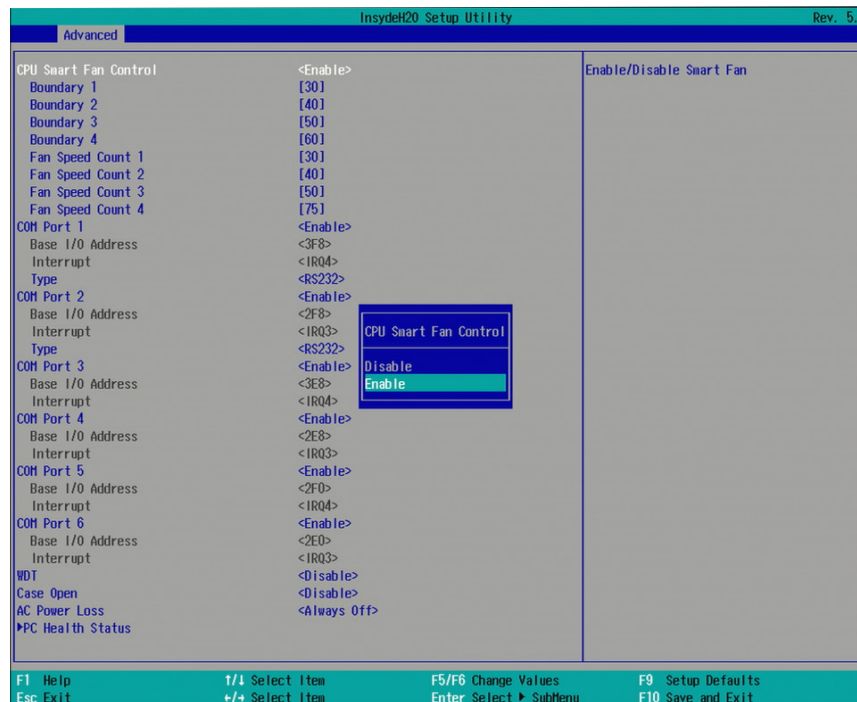 InsydeH20 Setup Utility Rev. 5.
Advanced
CPU Smart Fan Control <Enable> Enable/Disable Smart Fan
Boundary 1 [30]
Boundary 2 [40]
Boundary 3 [50]
Boundary 4 [60]
Fan Speed Count 1 [30]
Fan Speed Count 2 [40]
Fan Speed Count 3 [50]
Fan Speed Count 4 [75]
COM Port 1 <Enable>
Base I/O Address <3F8>
Interrupt <IRQ4>
Type <RS232>
COM Port 2 <Enable>
Base I/O Address <2F8>
Interrupt <IRQ3>
Type <RS232>
COM Port 3 <Enable>
Base I/O Address <3E8>
Interrupt <IRQ4>
COM Port 4 <Enable>
Base I/O Address <2E8>
Interrupt <IRQ3>
COM Port 5 <Enable>
Base I/O Address <2F0>
Interrupt <IRQ4>
COM Port 6 <Enable>
Base I/O Address <2E0>
Interrupt <IRQ3>
WDT <Disable>
Case Open <Disable>
AC Power Loss <Always Off>
▶PC Health Status
CPU Smart Fan Control
Disable
Enable
F1 Help ↑/↓ Select Item F5/F6 Change Values F9 Setup Defaults
Esc Exit ←/→ Select Item Enter Select ▶ SubMenu F10 Save and Exit